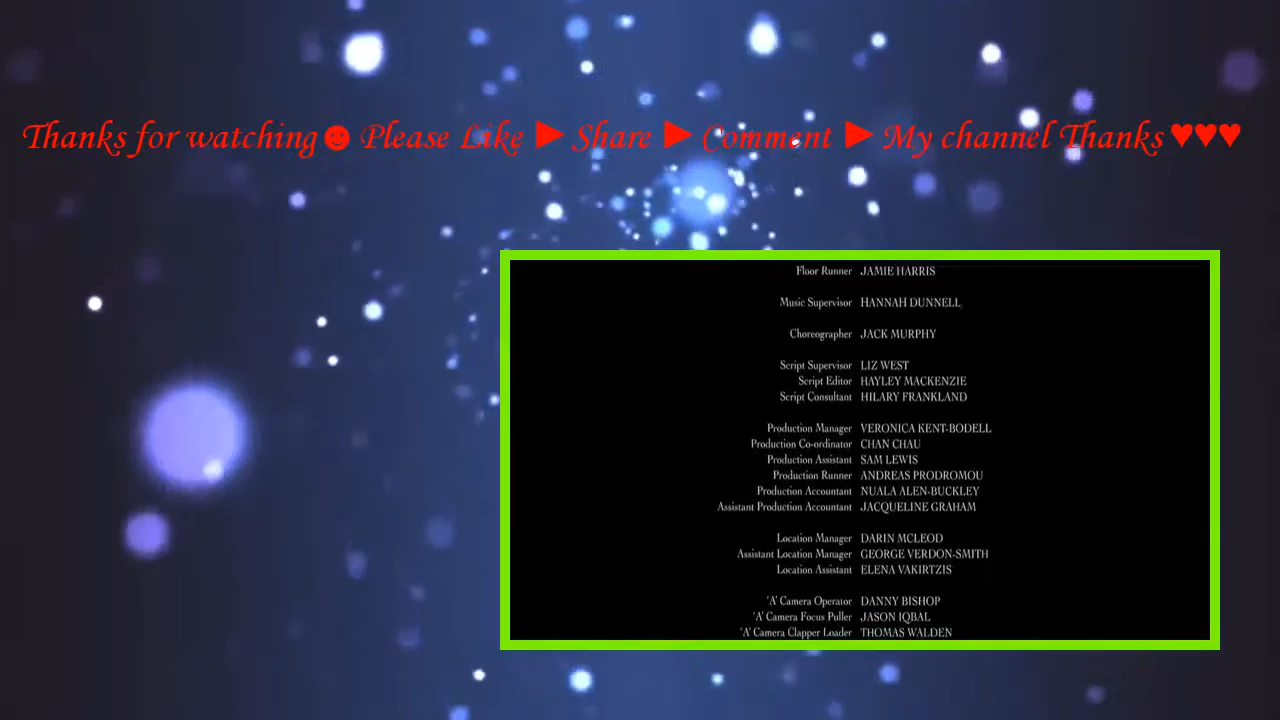 Thanks for watching☻Please Like ► Share ► Comment ► My channel Thanks♥♥♥
Floor Runner JAMIE HARRIS
Music Supervisor HANNAH DUNNELL
Choreographer JACK MURPHY
Script Supervisor LIZ WEST
Script Editor HAYLEY MACKENZIE
Script Consultant HILARY FRANKLAND
Production Manager VERONICA KENT-BODELL
Production Co-ordinator CHAN CHAU
Production Assistant SAM LEWIS
Production Runner ANDREAS PRODROMOU
Production Accountant NUALA ALEN-BUCKLEY
Assistant Production Accountant JACQUELINE GRAHAM
Location Manager DARIN MCLEOD
Assistant Location Manager GEORGE VERDON-SMITH
Location Assistant ELENA VAKIRTZIS
'A' Camera Operator DANNY BISHOP
'A' Camera Focus Puller JASON IQBAL
'A' Camera Clapper Loader THOMAS WALDEN